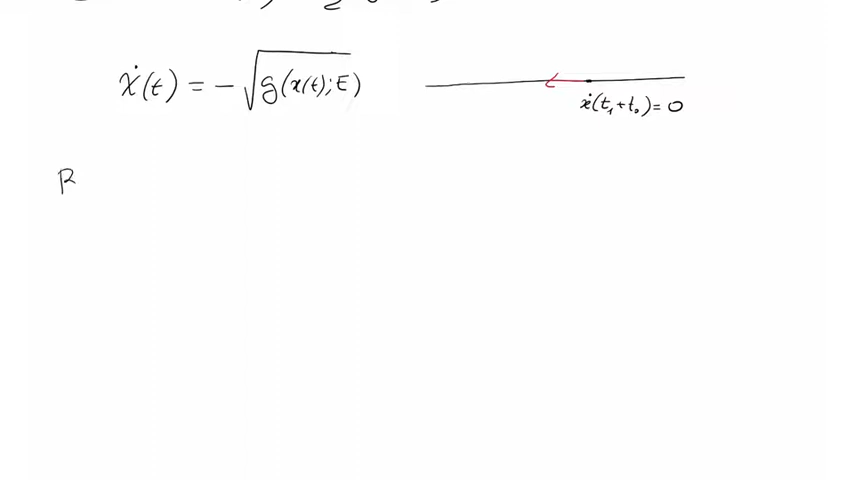 ẋ(t) = -√g(x(t);E)
ẋ(t₁+t₀)=0
R